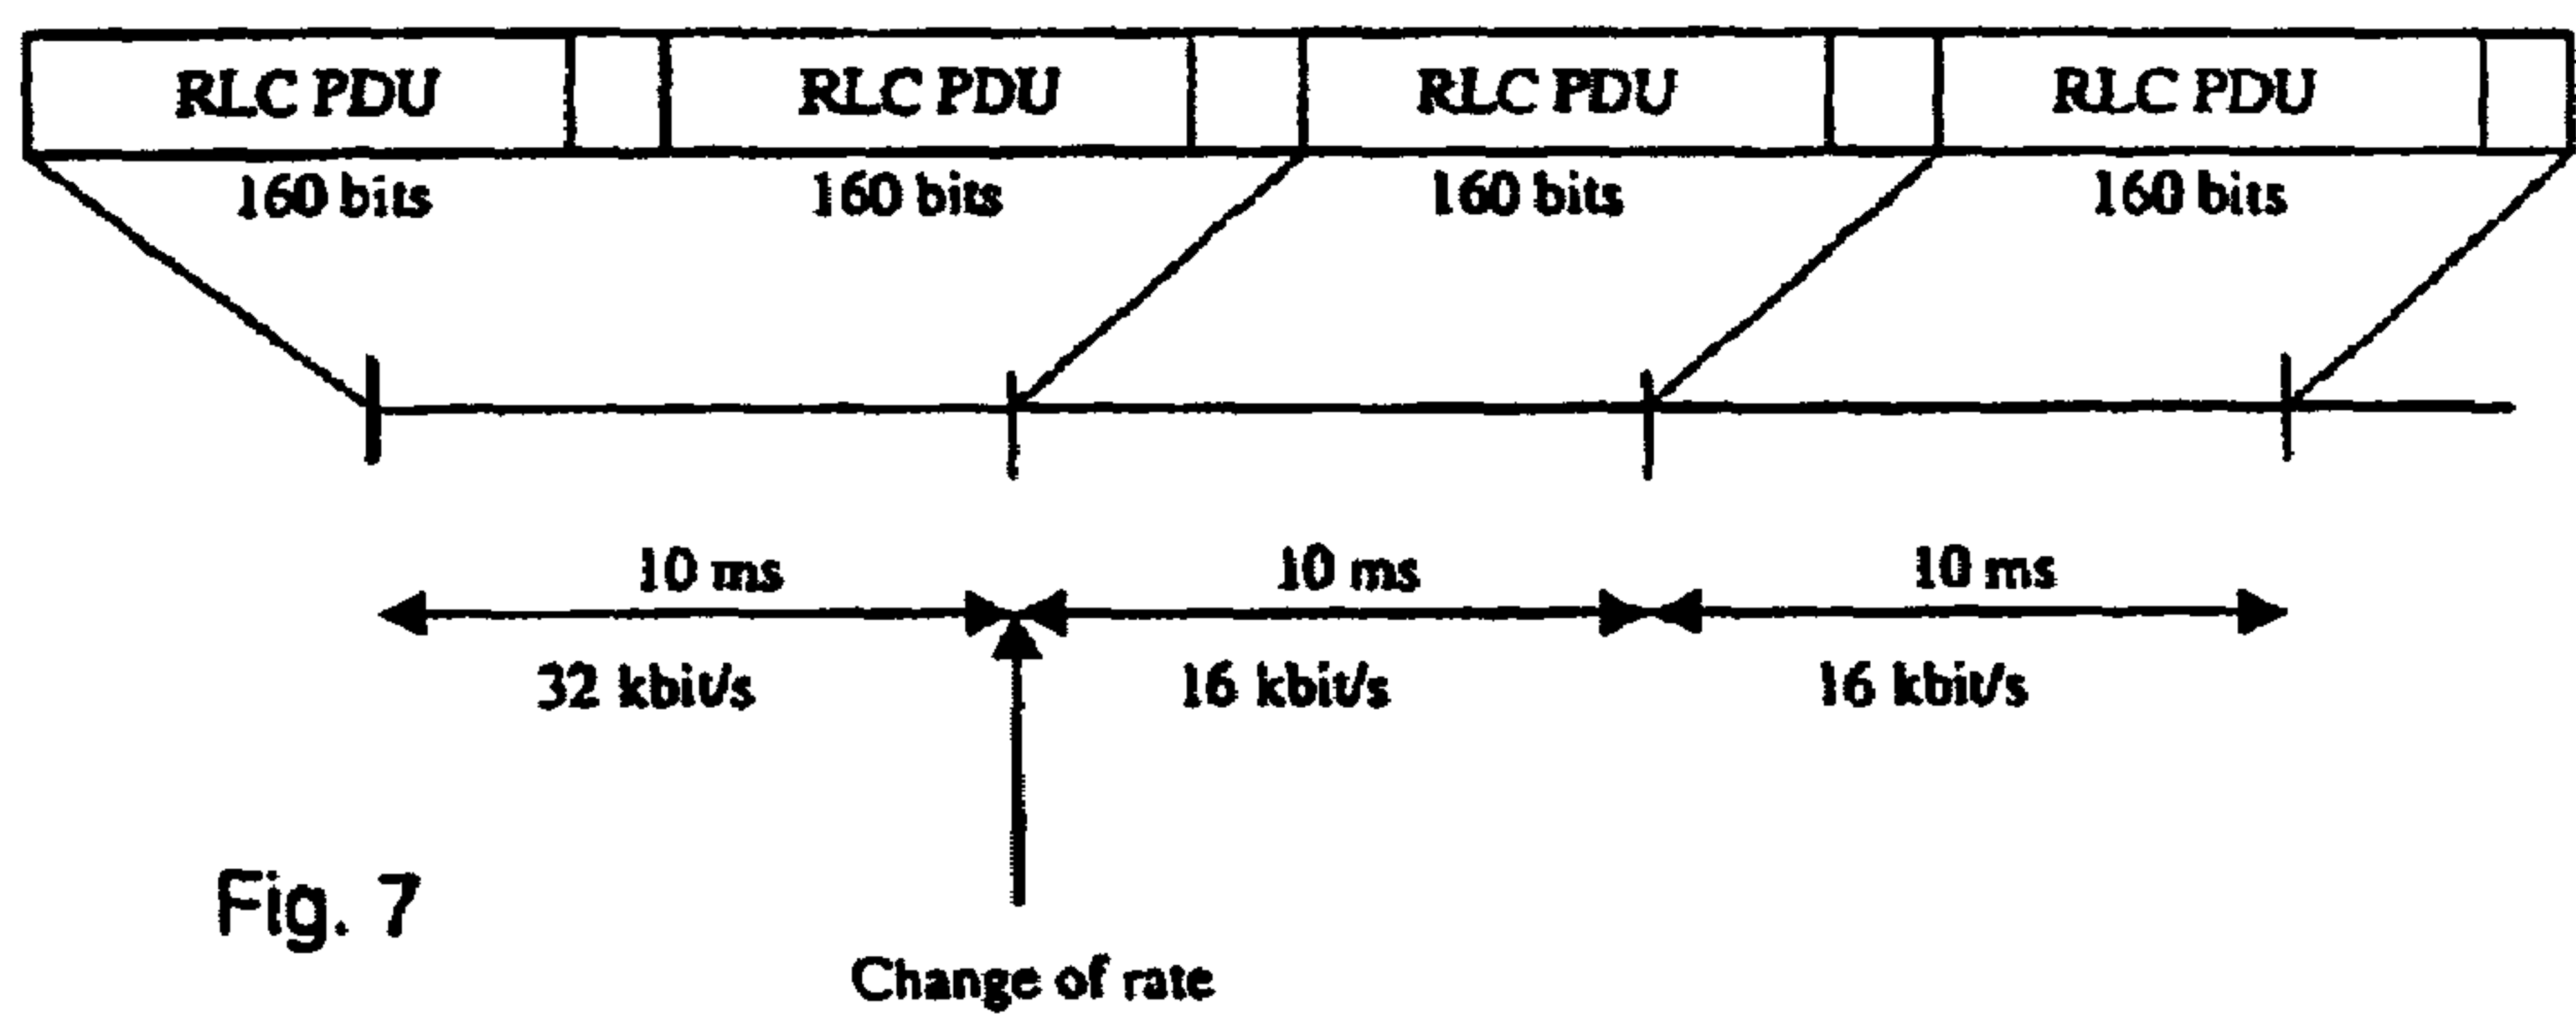 RLC PDU RLC PDU RLC PDU RLC PDU
160 bits 160 bits 160 bits 160 bits
10 ms 10 ms 10 ms
32 kbit/s 16 kbit/s 16 kbit/s
Fig. 7
Change of rate